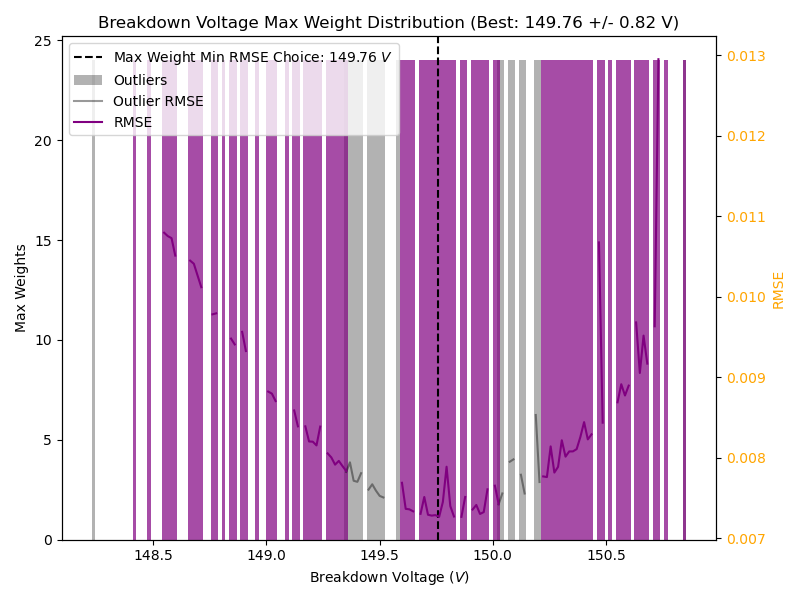 Breakdown Voltage Max Weight Distribution (Best: 149.76 +/- 0.82 V)
Max Weight Min RMSE Choice: 149.76 V
Outliers
Outlier RMSE
RMSE
25
20
15
10
5
0
Max Weights
0.013
0.012
0.011
0.010
0.009
0.008
0.007
RMSE
148.5 149.0 149.5 150.0 150.5
Breakdown Voltage (V)